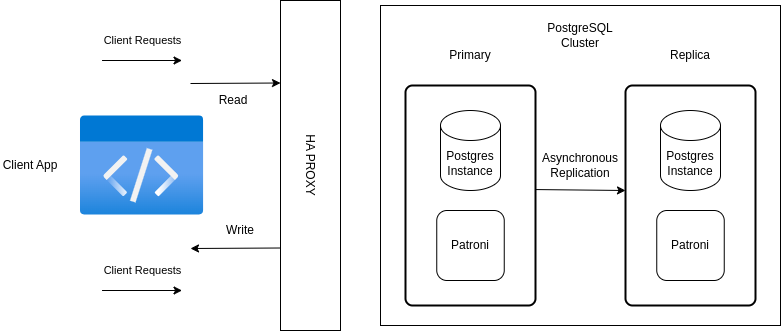 Client Requests
Read
Client App
Write
Client Requests
HA PROXY
PostgreSQL
Cluster
Primary
Replica
Postgres
Instance
Asynchronous
Replication
Postgres
Instance
Patroni
Patroni